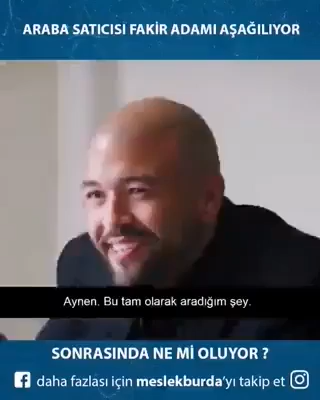 ARABA SATICISI FAKİR ADAMI AŞAĞILIYOR
Aynen. Bu tam olarak aradığım şey.
SONRASINDA NE Mİ OLUYOR ?
daha fazlası için meslekburda'yı takip et